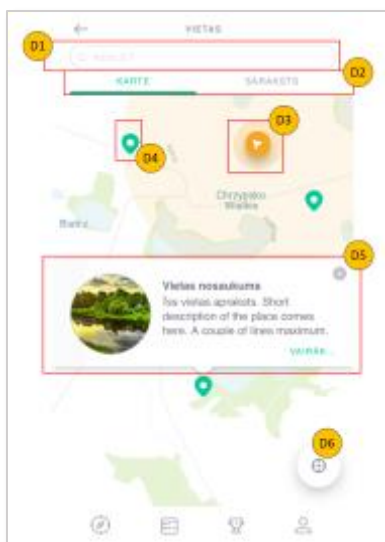 VIETAS
D1
D2
KARTE
SARAKSTS
D3
D4
Chrzypsko
Wielkie
D5
Vietas nosaukums
Īss vietas apraksts. Short
description of the place comes
here. A couple of lines maximum.
VAIRĀK...
D6